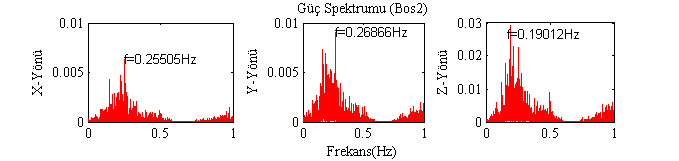 Güç Spektrumu (Bos2)
X-Yönü
0.01
0.005
0
f=0.25505Hz
0
0.5
1
Y-Yönü
0.01
0.005
0
f=0.26866Hz
0
0.5
1
Frekans(Hz)
Z-Yönü
0.03
0.02
0.01
0
f=0.19012Hz
0
0.5
1